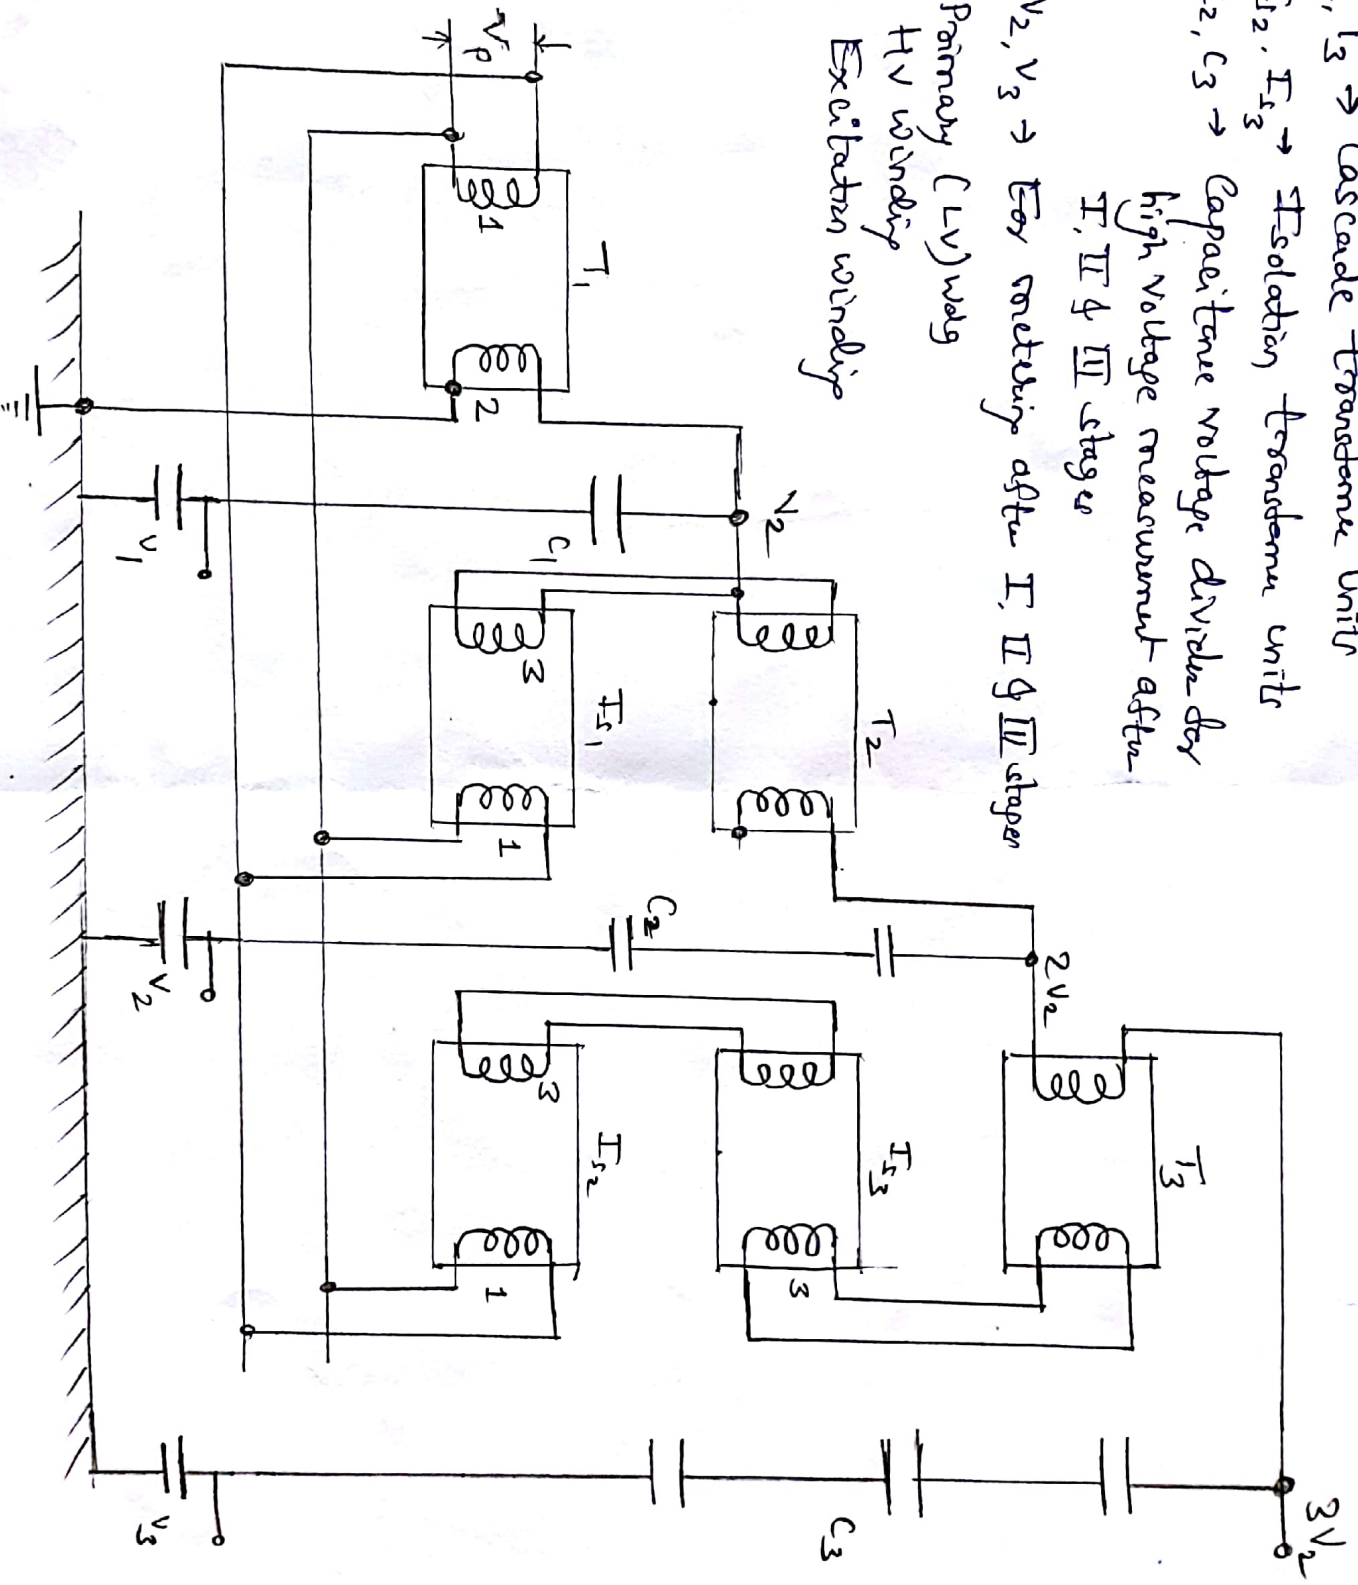 , T3 → Cascade transformer units
s2, Is3 → Isolation transformer units
2, C3 → Capacitance voltage divider for
high voltage measurement after
I, II & III stages
V2, V3 → For metering after I, II & III stages
Primary (LV) wdg
HV winding
Excitation winding
Vp
1
T1
2
V2
C1
V1
3
Is1
1
T2
C2
V2
2V2
3
Is2
1
Is3
3
T3
3V2
C3
V3